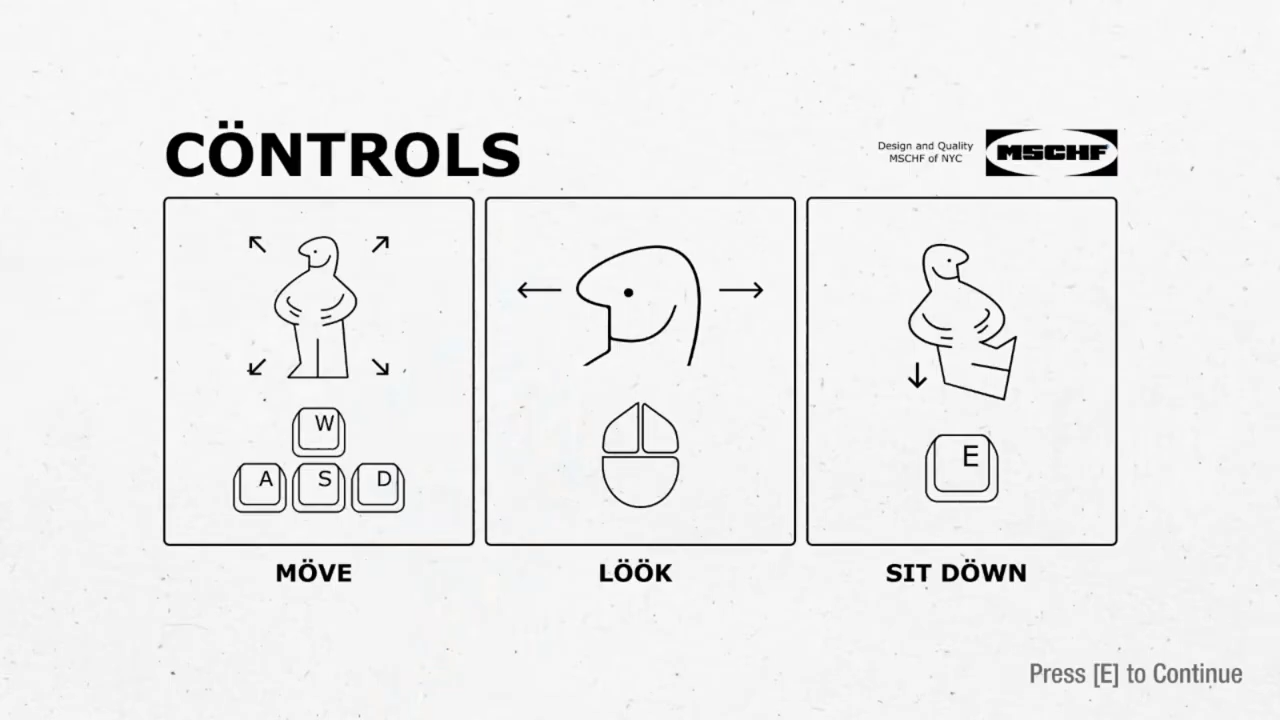 CÖNTROLS
Design and Quality
MSCHF of NYC
MSCHF
W
A S D
E
MÖVE
LÖÖK
SIT DÖWN
Press [E] to Continue